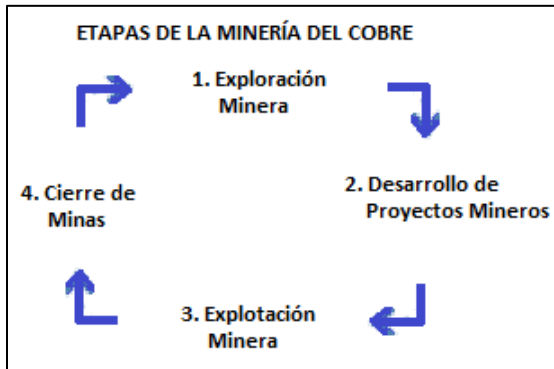 ETAPAS DE LA MINERÍA DEL COBRE
1. Exploración
Minera
2. Desarrollo de
Proyectos Mineros
3. Explotación
Minera
4. Cierre de
Minas